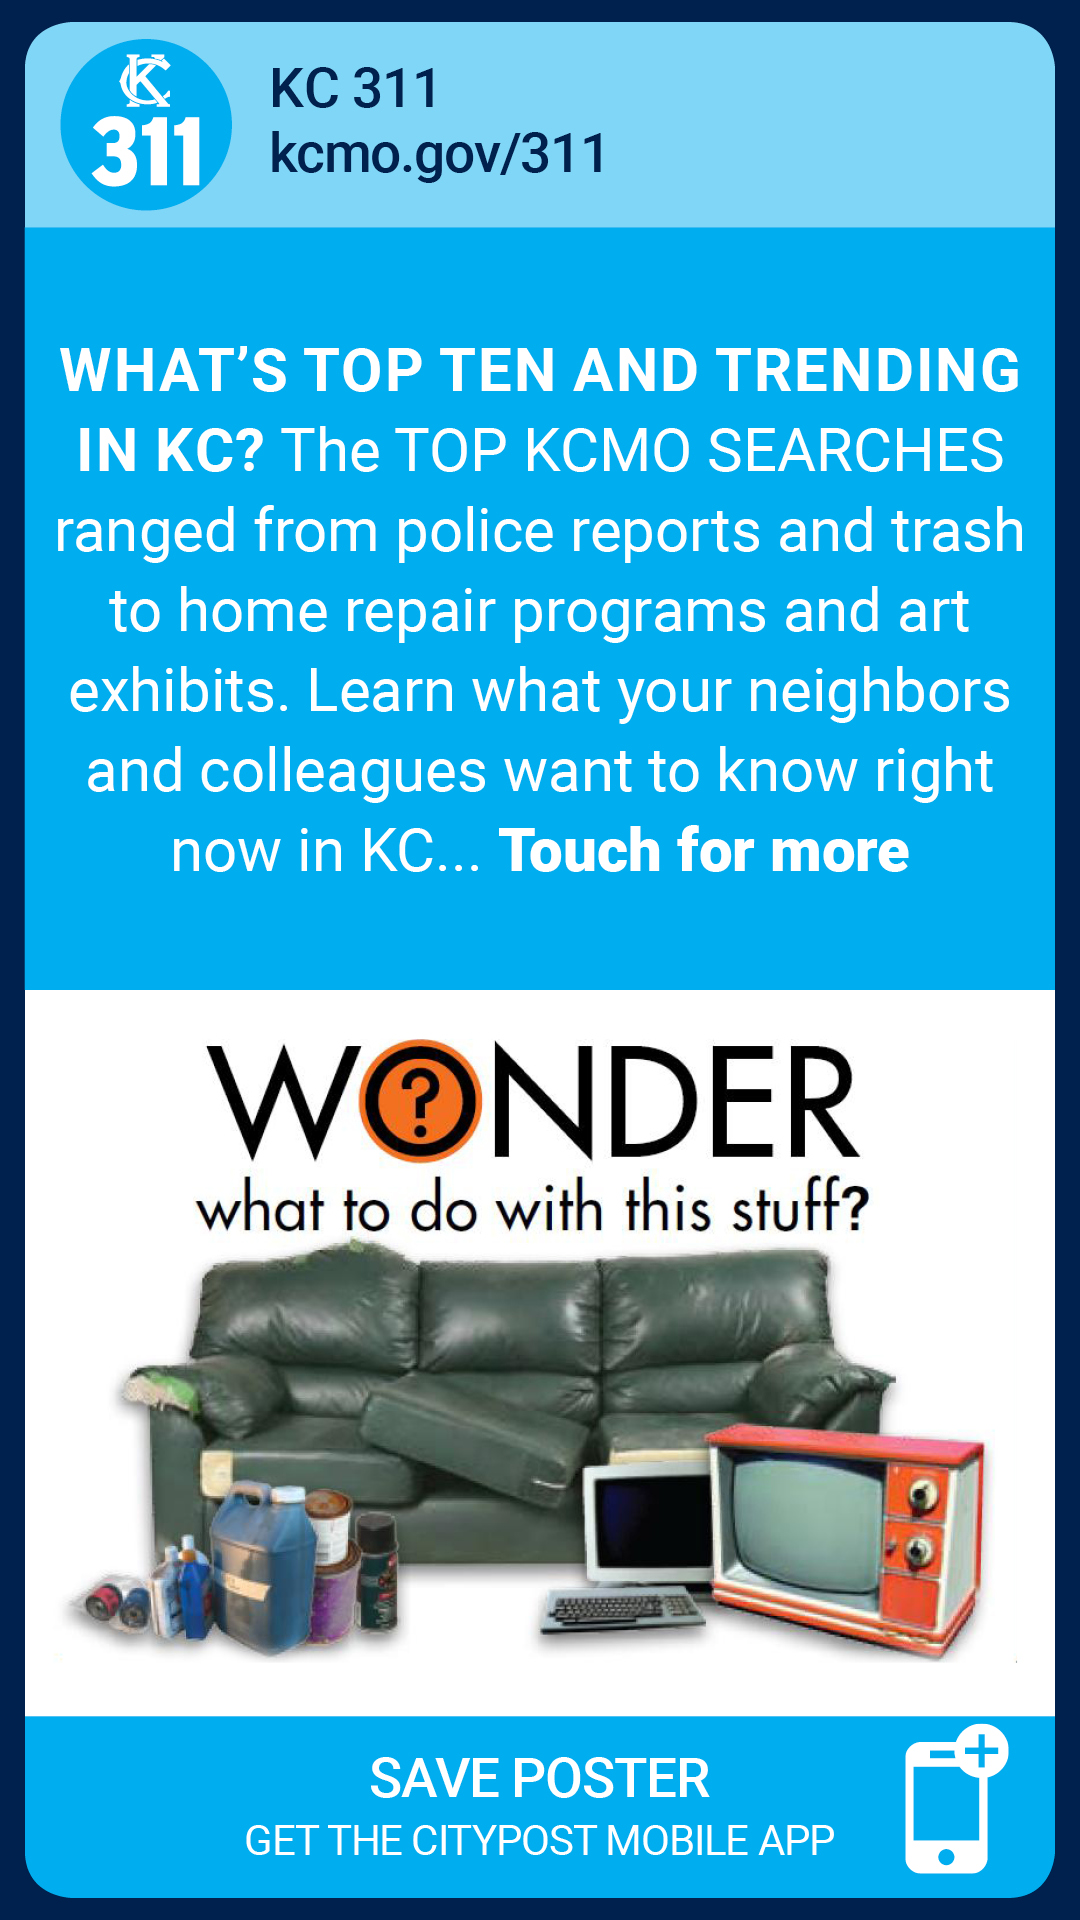 KC
311
KC 311
kcmo.gov/311
WHAT’S TOP TEN AND TRENDING
IN KC? The TOP KCMO SEARCHES
ranged from police reports and trash
to home repair programs and art
exhibits. Learn what your neighbors
and colleagues want to know right
now in KC... Touch for more
W?NDER
what to do with this stuff?
SAVE POSTER
GET THE CITYPOST MOBILE APP